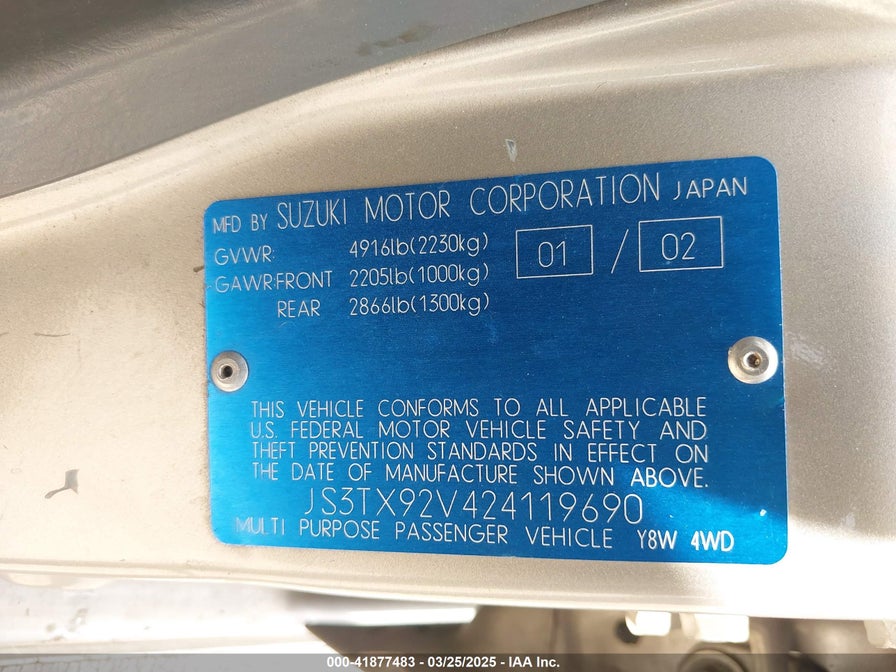 MFD BY SUZUKI MOTOR CORPORATION JAPAN
GVWR: 4916lb(2230kg) 01 / 02
GAWR:FRONT 2205lb(1000kg)
REAR 2866lb(1300kg)
THIS VEHICLE CONFORMS TO ALL APPLICABLE
U.S. FEDERAL MOTOR VEHICLE SAFETY AND
THEFT PREVENTION STANDARDS IN EFFECT ON
THE DATE OF MANUFACTURE SHOWN ABOVE.
JS3TX92V424119690
MULTI PURPOSE PASSENGER VEHICLE Y8W 4WD
000-41877483 - 03/25/2025 - IAA Inc.